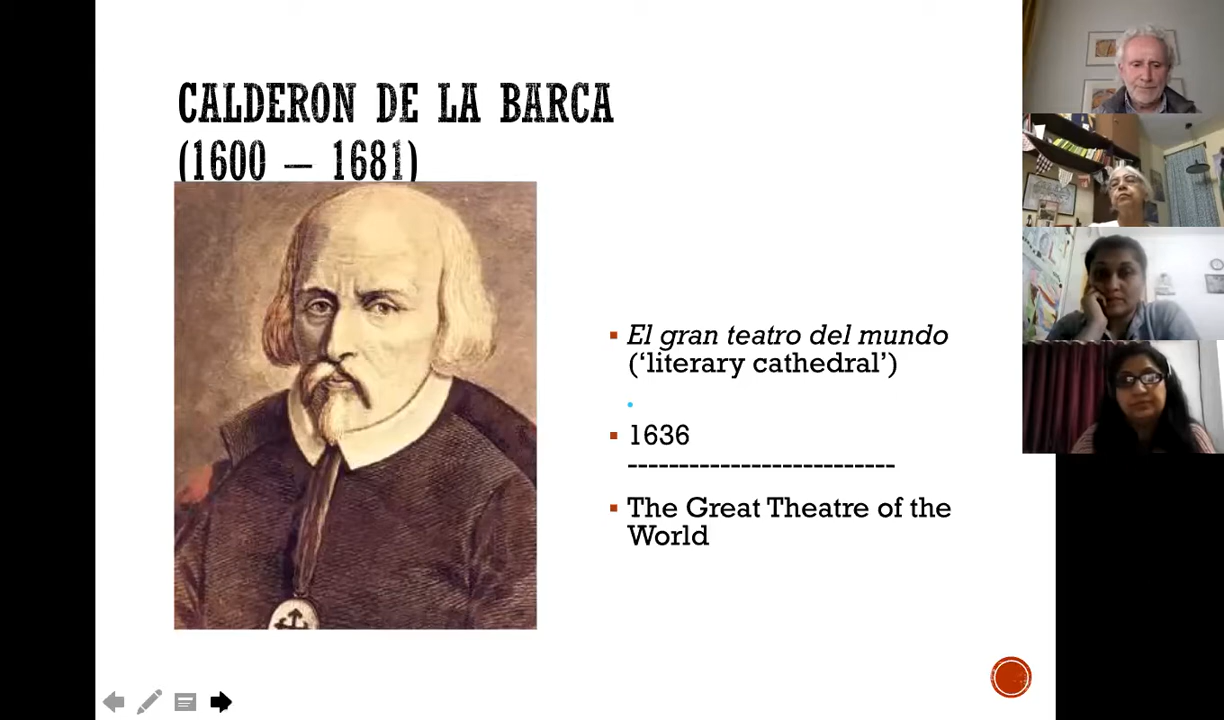 CALDERON DE LA BARCA
(1600 – 1681)
El gran teatro del mundo
(‘literary cathedral’)
1636
--------------------------
The Great Theatre of the
World